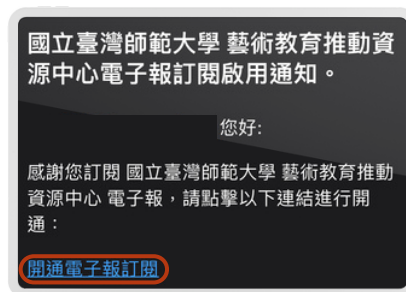 國立臺灣師範大學 藝術教育推動資
源中心電子報訂閱啟用通知。
您好:
感謝您訂閱 國立臺灣師範大學 藝術教育推動
資源中心 電子報，請點擊以下連結進行開
通：
開通電子報訂閱